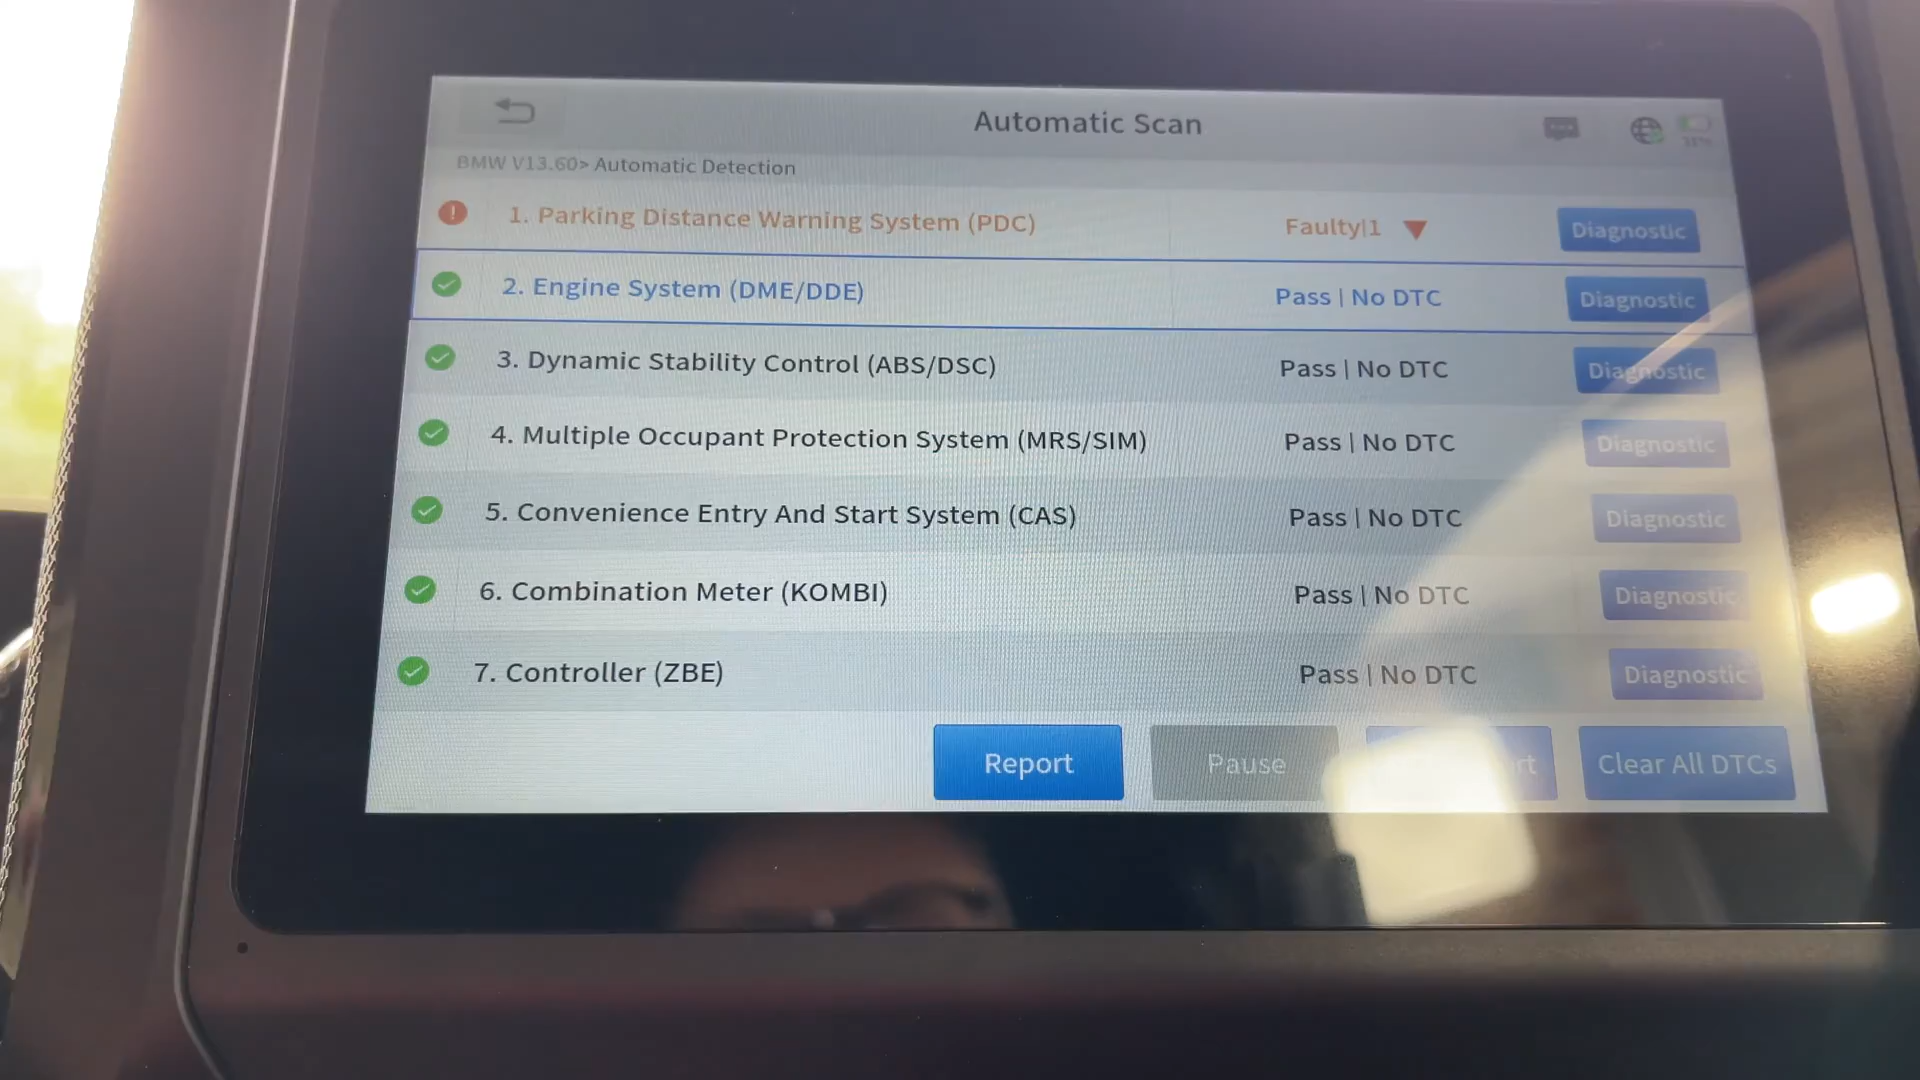 Automatic Scan
BMW V13.60> Automatic Detection
1. Parking Distance Warning System (PDC) Faulty|1 Diagnostic
2. Engine System (DME/DDE) Pass | No DTC Diagnostic
3. Dynamic Stability Control (ABS/DSC) Pass | No DTC Diagnostic
4. Multiple Occupant Protection System (MRS/SIM) Pass | No DTC Diagnostic
5. Convenience Entry And Start System (CAS) Pass | No DTC Diagnostic
6. Combination Meter (KOMBI) Pass | No DTC Diagnostic
7. Controller (ZBE) Pass | No DTC Diagnostic
Report Pause Clear All DTCs